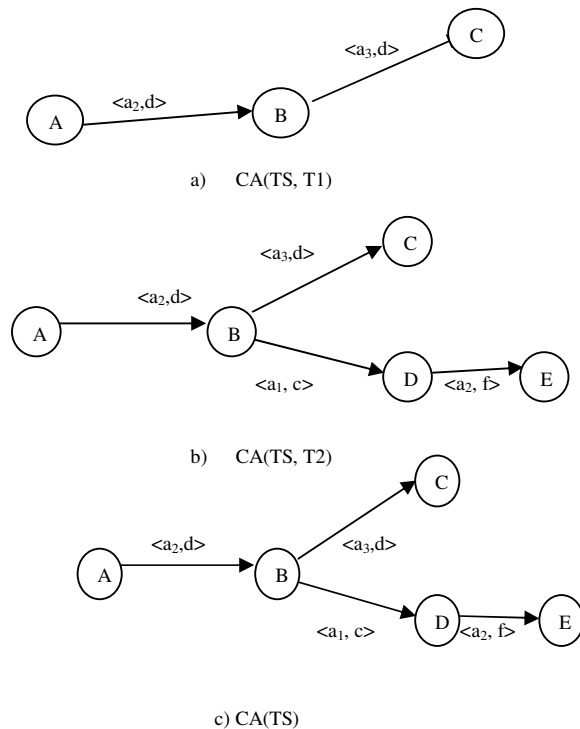 <a₃,d>
C
<a₂,d>
A
B
a) CA(TS, T1)
C
<a₃,d>
<a₂,d>
A
B
D
E
<a₁, c>
<a₂, f>
b) CA(TS, T2)
C
<a₂,d>
<a₃,d>
A
B
D
E
<a₁, c>
<a₂, f>
c) CA(TS)